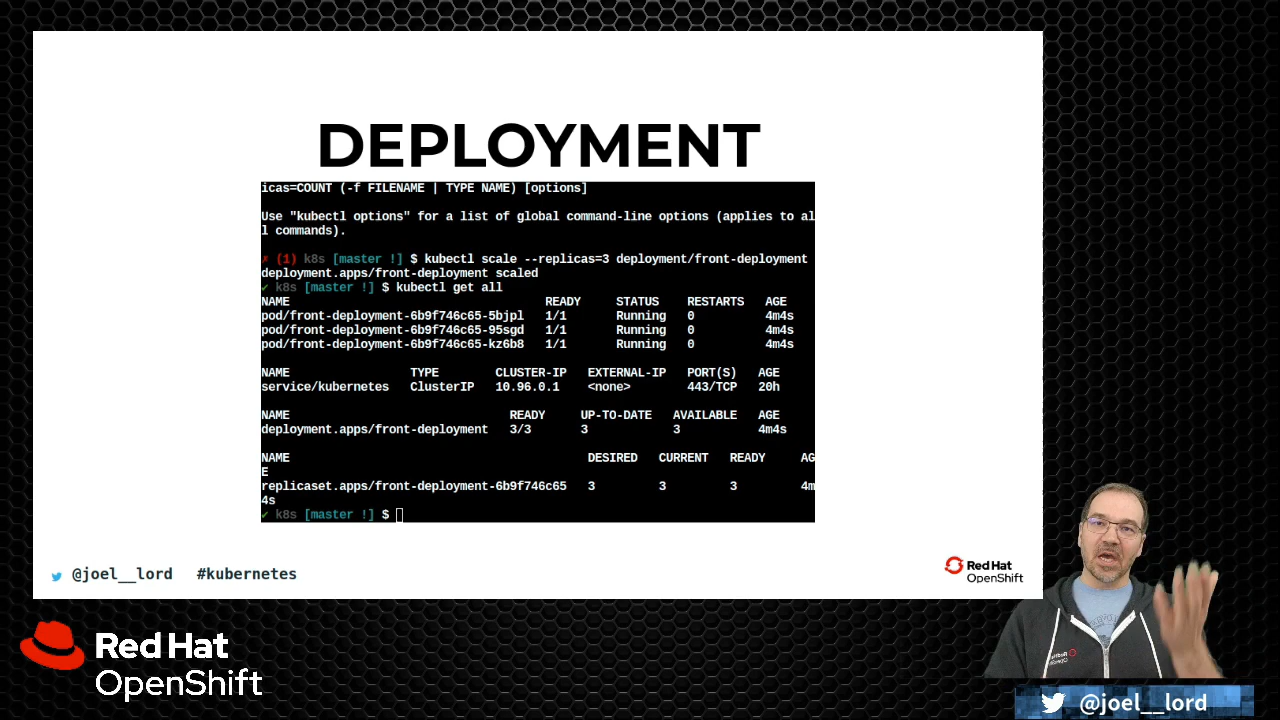 DEPLOYMENT
icas=COUNT (-f FILENAME | TYPE NAME) [options]
Use "kubectl options" for a list of global command-line options (applies to al
l commands).
✗ (1) k8s [master !] $ kubectl scale --replicas=3 deployment/front-deployment
deployment.apps/front-deployment scaled
✔ k8s [master !] $ kubectl get all
NAME READY STATUS RESTARTS AGE
pod/front-deployment-6b9f746c65-5bjpl 1/1 Running 0 4m4s
pod/front-deployment-6b9f746c65-95sgd 1/1 Running 0 4m4s
pod/front-deployment-6b9f746c65-kz6b8 1/1 Running 0 4m4s
NAME TYPE CLUSTER-IP EXTERNAL-IP PORT(S) AGE
service/kubernetes ClusterIP 10.96.0.1 <none> 443/TCP 20h
NAME READY UP-TO-DATE AVAILABLE AGE
deployment.apps/front-deployment 3/3 3 3 4m4s
NAME DESIRED CURRENT READY AG
E
replicaset.apps/front-deployment-6b9f746c65 3 3 3 4m
4s
✔ k8s [master !] $
@joel__lord #kubernetes
Red Hat
OpenShift
Red Hat
OpenShift
@joel__lord